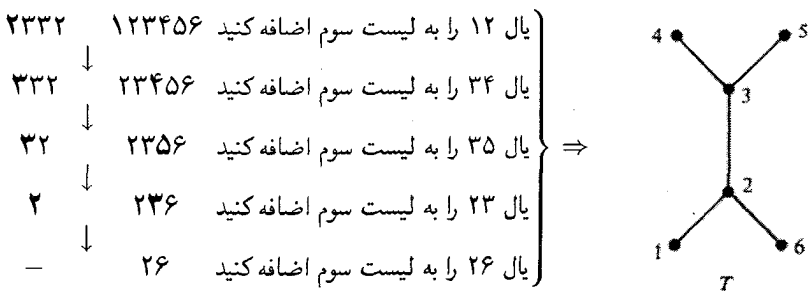 یال ۱۲ را به لیست سوم اضافه کنید ۱۲۳۴۵۶ ۲۳۳۲
↓
یال ۳۴ را به لیست سوم اضافه کنید ۲۳۴۵۶ ۳۳۲
↓
یال ۳۵ را به لیست سوم اضافه کنید ۲۳۵۶ ۳۲
↓
یال ۲۳ را به لیست سوم اضافه کنید ۲۳۶ ۲
↓
یال ۲۶ را به لیست سوم اضافه کنید ۲۶ –
⇒
4 5
3
2
1 6
T